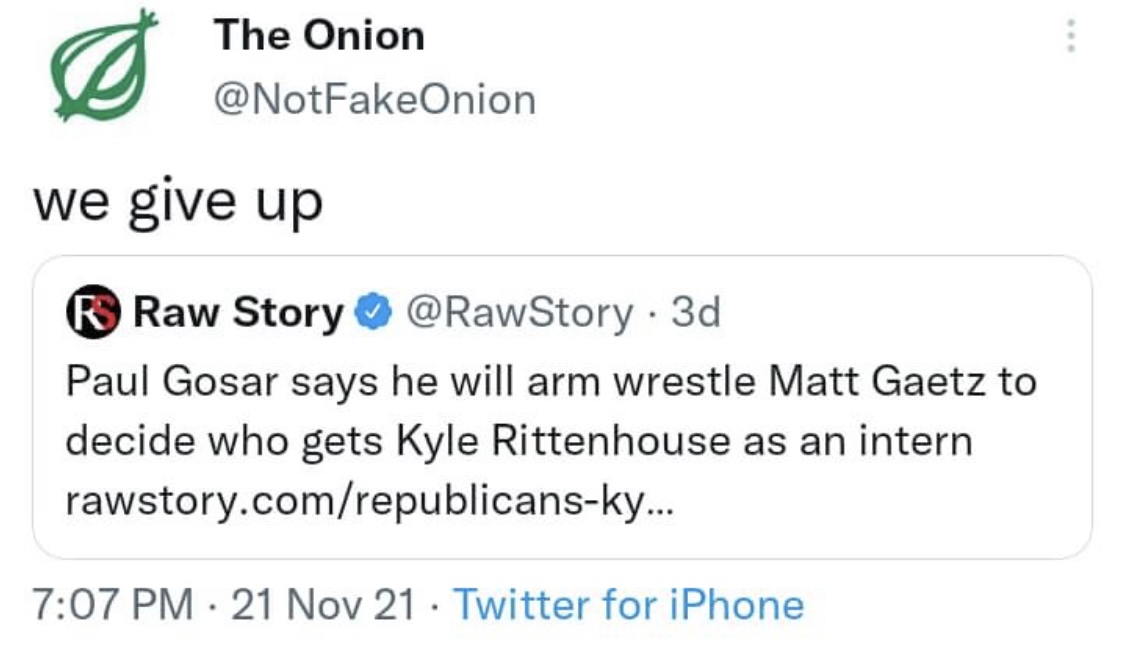 The Onion
@NotFakeOnion
we give up
RS Raw Story @RawStory · 3d
Paul Gosar says he will arm wrestle Matt Gaetz to
decide who gets Kyle Rittenhouse as an intern
rawstory.com/republicans-ky...
7:07 PM · 21 Nov 21 · Twitter for iPhone